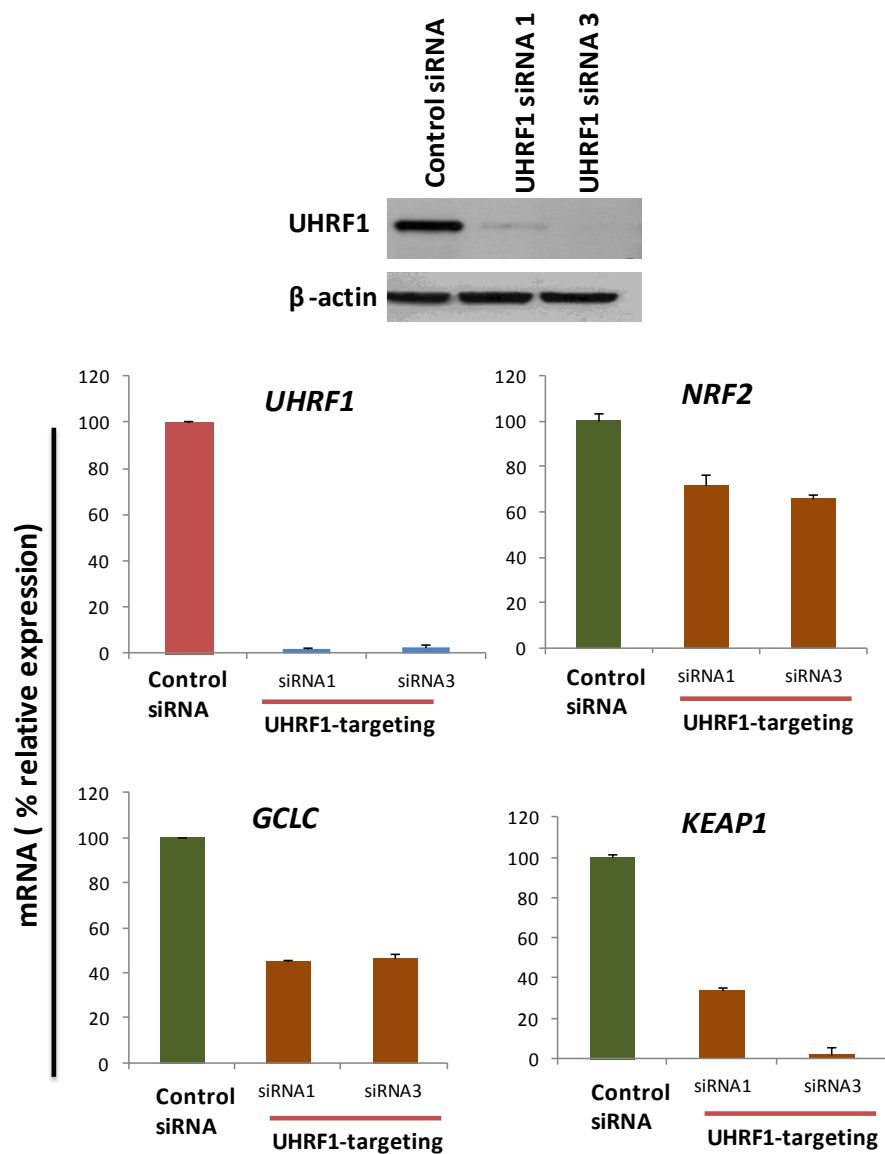 Control siRNA
UHRF1 siRNA 1
UHRF1 siRNA 3
UHRF1
β-actin
mRNA ( % relative expression)
UHRF1
120
100
80
60
40
20
0
Control
siRNA
siRNA1 siRNA3
UHRF1-targeting
NRF2
120
100
80
60
40
20
0
Control
siRNA
siRNA1 siRNA3
UHRF1-targeting
GCLC
120
100
80
60
40
20
0
Control
siRNA
siRNA1 siRNA3
UHRF1-targeting
KEAP1
120
100
80
60
40
20
0
Control
siRNA
siRNA1 siRNA3
UHRF1-targeting